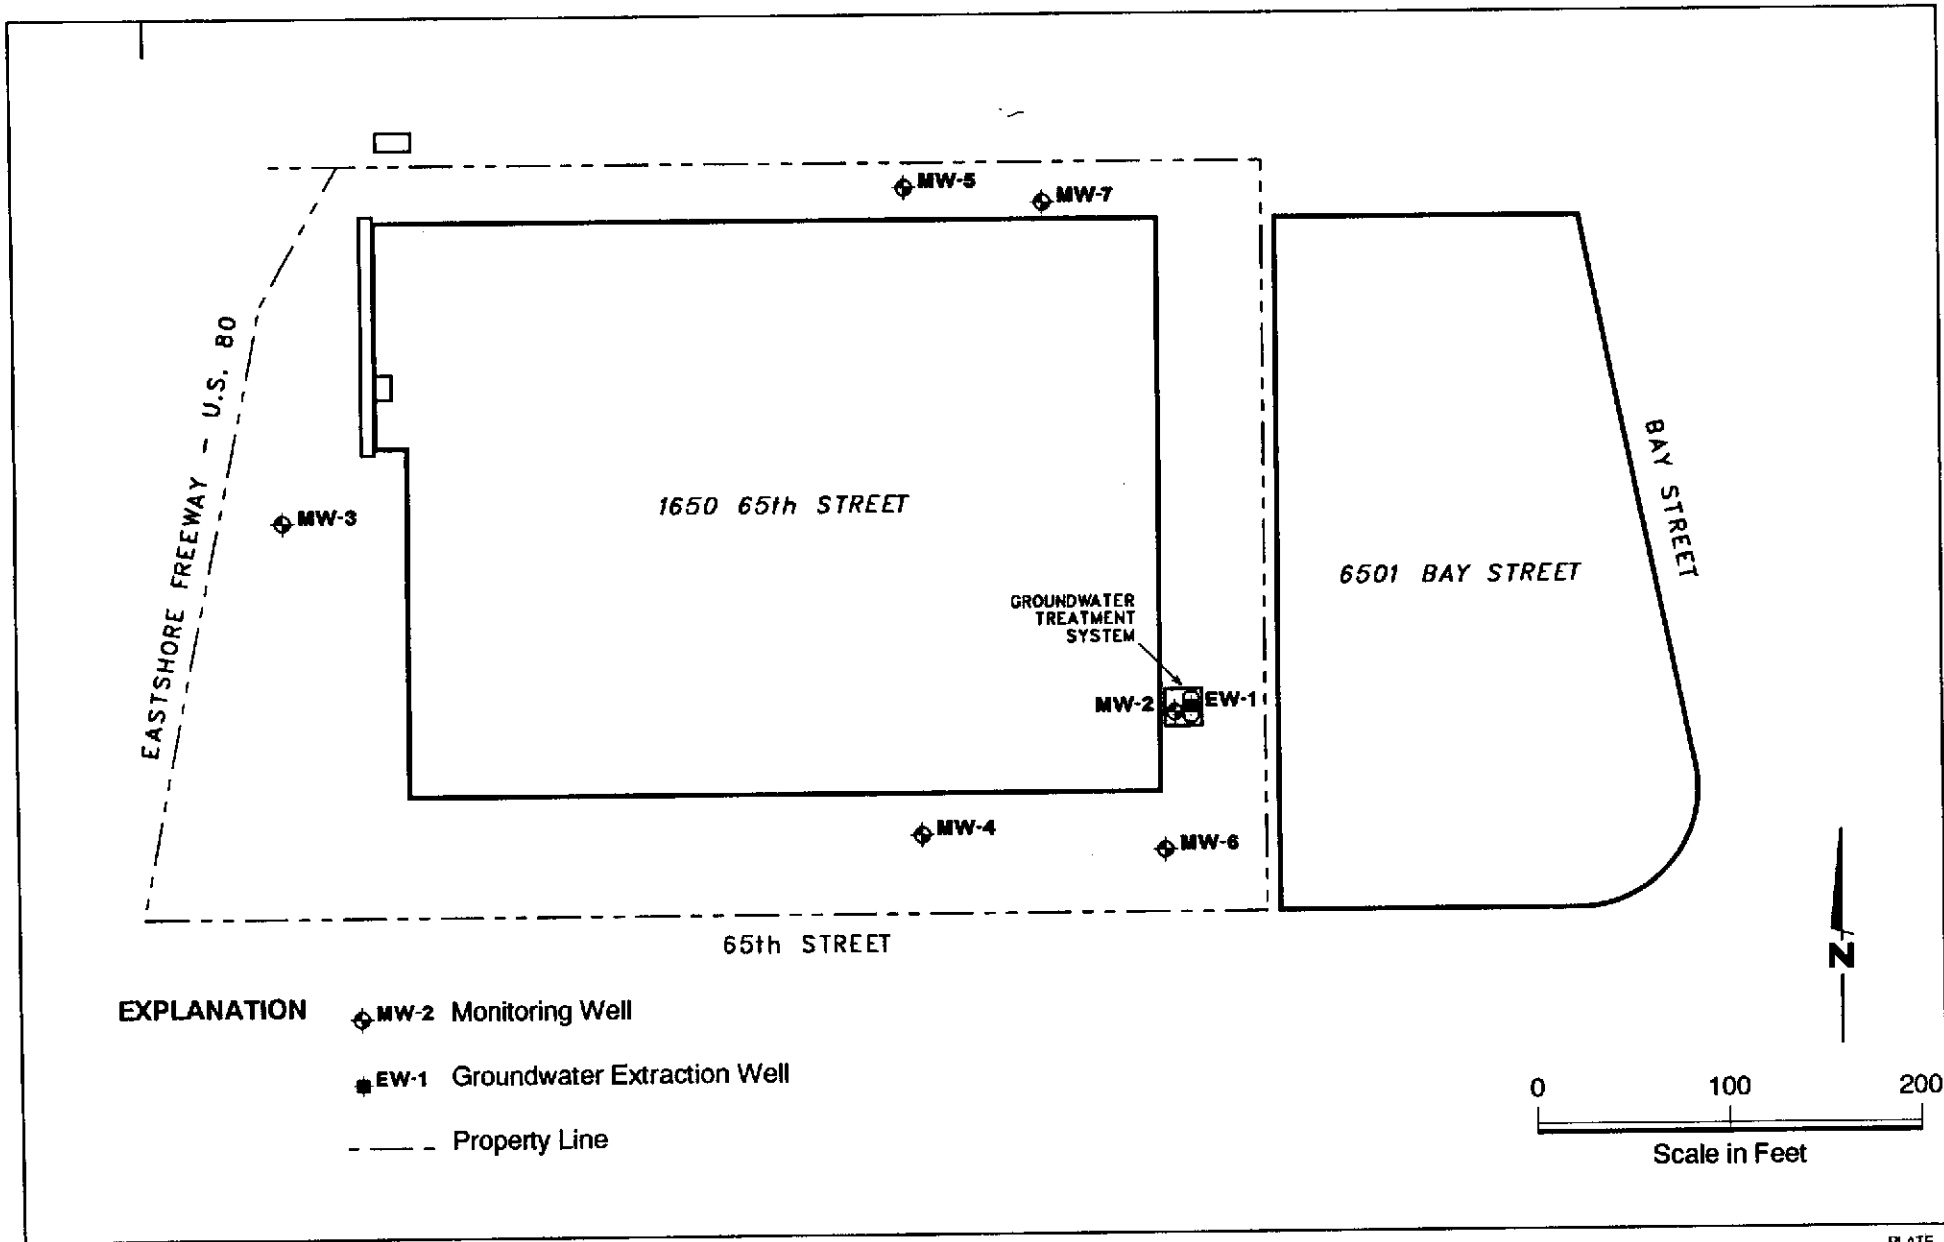 MW-5
MW-7
EASTSHORE FREEWAY - U.S. 80
MW-3
1650 65th STREET
BAY STREET
6501 BAY STREET
GROUNDWATER
TREATMENT
SYSTEM
MW-2
EW-1
MW-4
MW-6
65th STREET
N
EXPLANATION
MW-2 Monitoring Well
EW-1 Groundwater Extraction Well
Property Line
0 100 200
Scale in Feet
PLATE